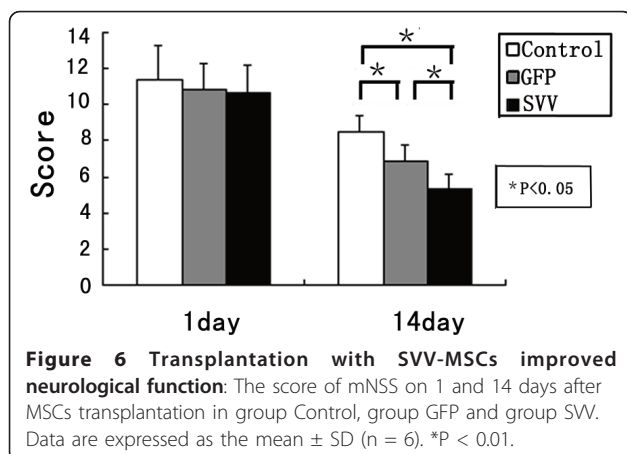 14
12
10
8
6
4
2
0
Score
* * *
Control
GFP
SVV
*P<0.05
1day 14day
Figure 6 Transplantation with SVV-MSCs improved
neurological function: The score of mNSS on 1 and 14 days after
MSCs transplantation in group Control, group GFP and group SVV.
Data are expressed as the mean ± SD (n = 6). *P < 0.01.